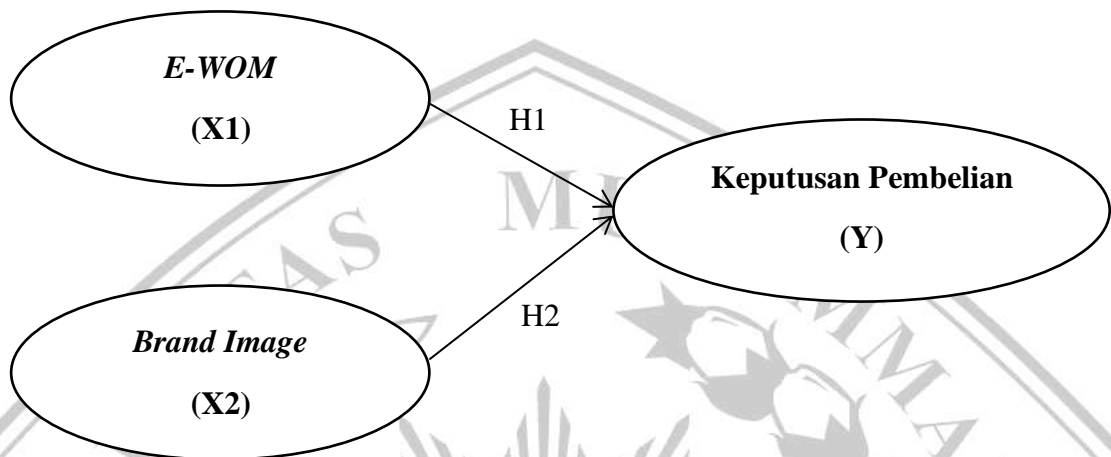 E-WOM
(X1)
H1
Keputusan Pembelian
(Y)
H2
Brand Image
(X2)